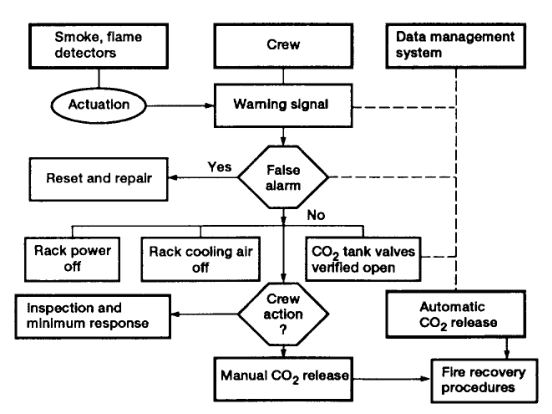 Smoke, flame
detectors
Crew
Data management
system
Actuation
Warning signal
Yes
Reset and repair
False
alarm
No
Rack power
off
Rack cooling air
off
CO₂ tank valves
verified open
Inspection and
minimum response
Crew
action
?
Automatic
CO₂ release
Manual CO₂ release
Fire recovery
procedures